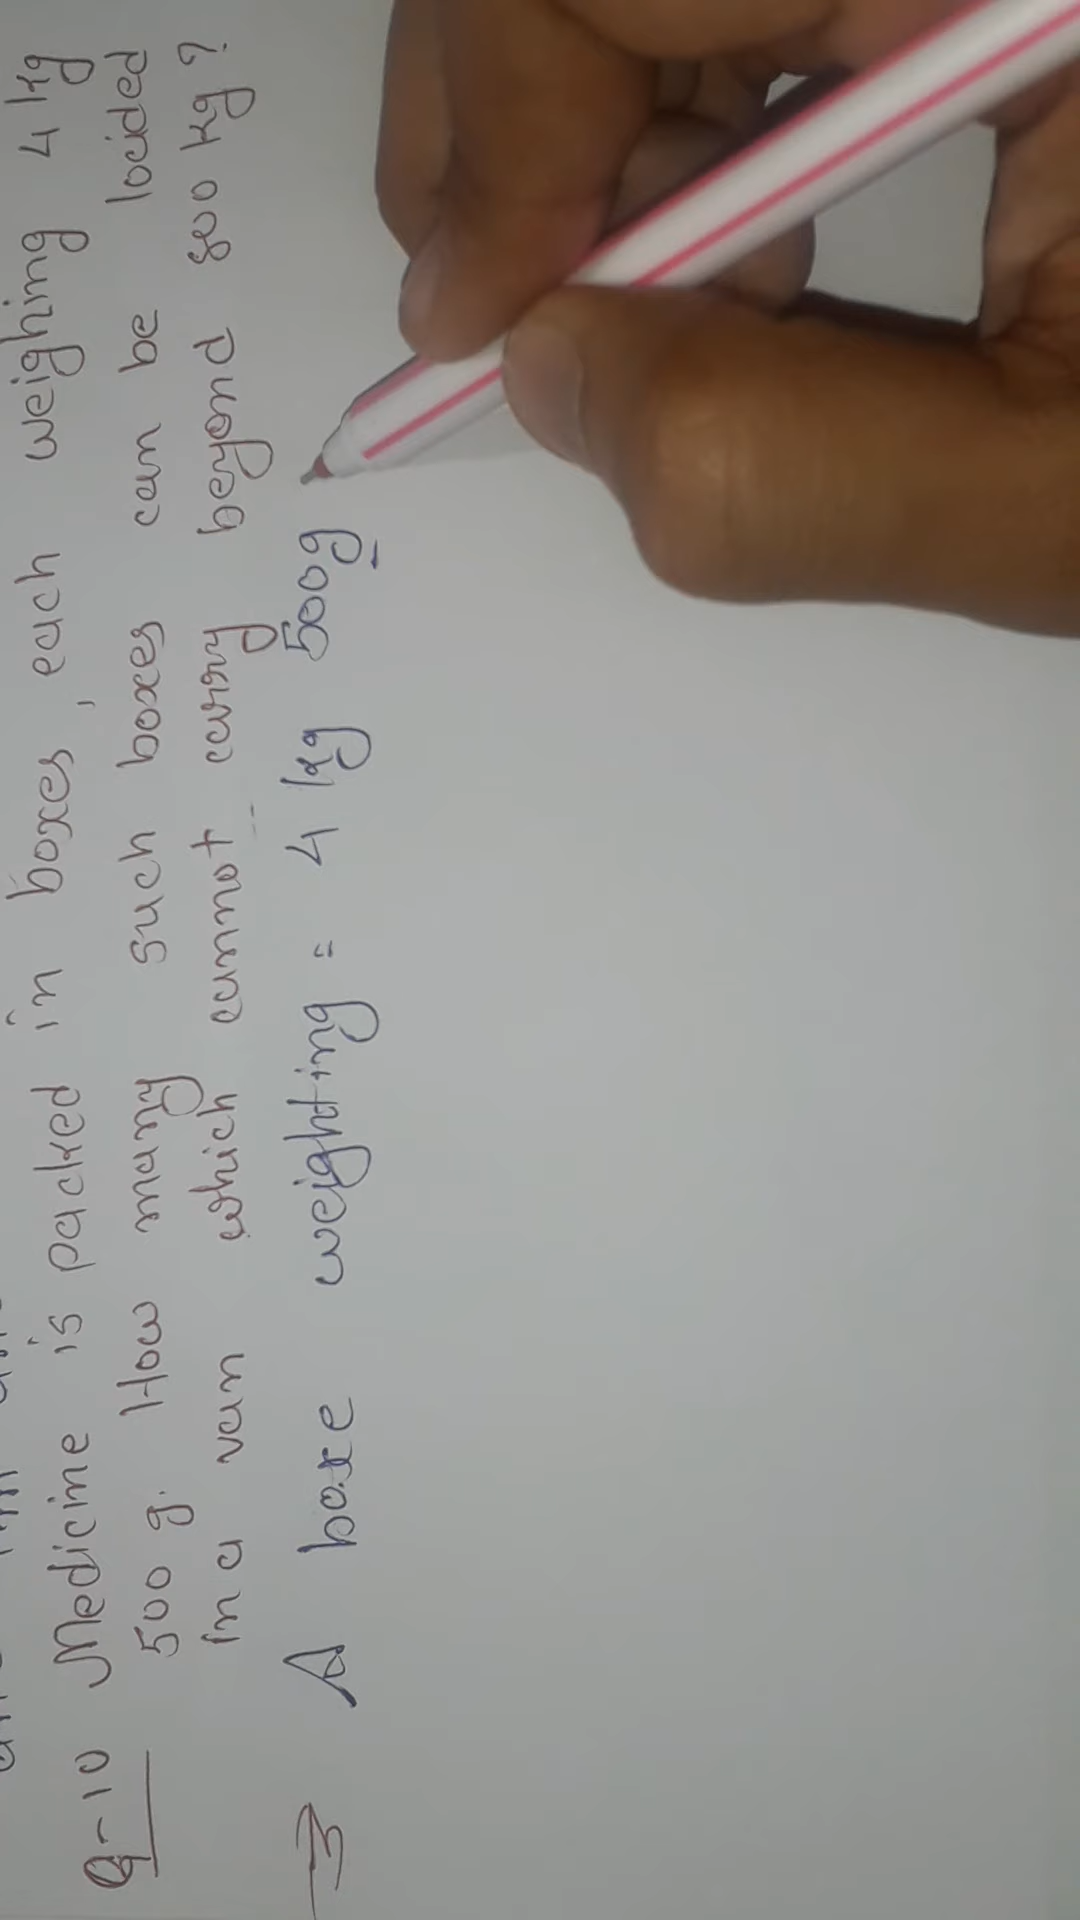 Q-10 Medicine is packed in boxes, each weighing 4 kg
500 g. How many such boxes can be loaded
in a van which cannot carry beyond 800 kg?
⇒ A boxe weighting = 4 kg 500g